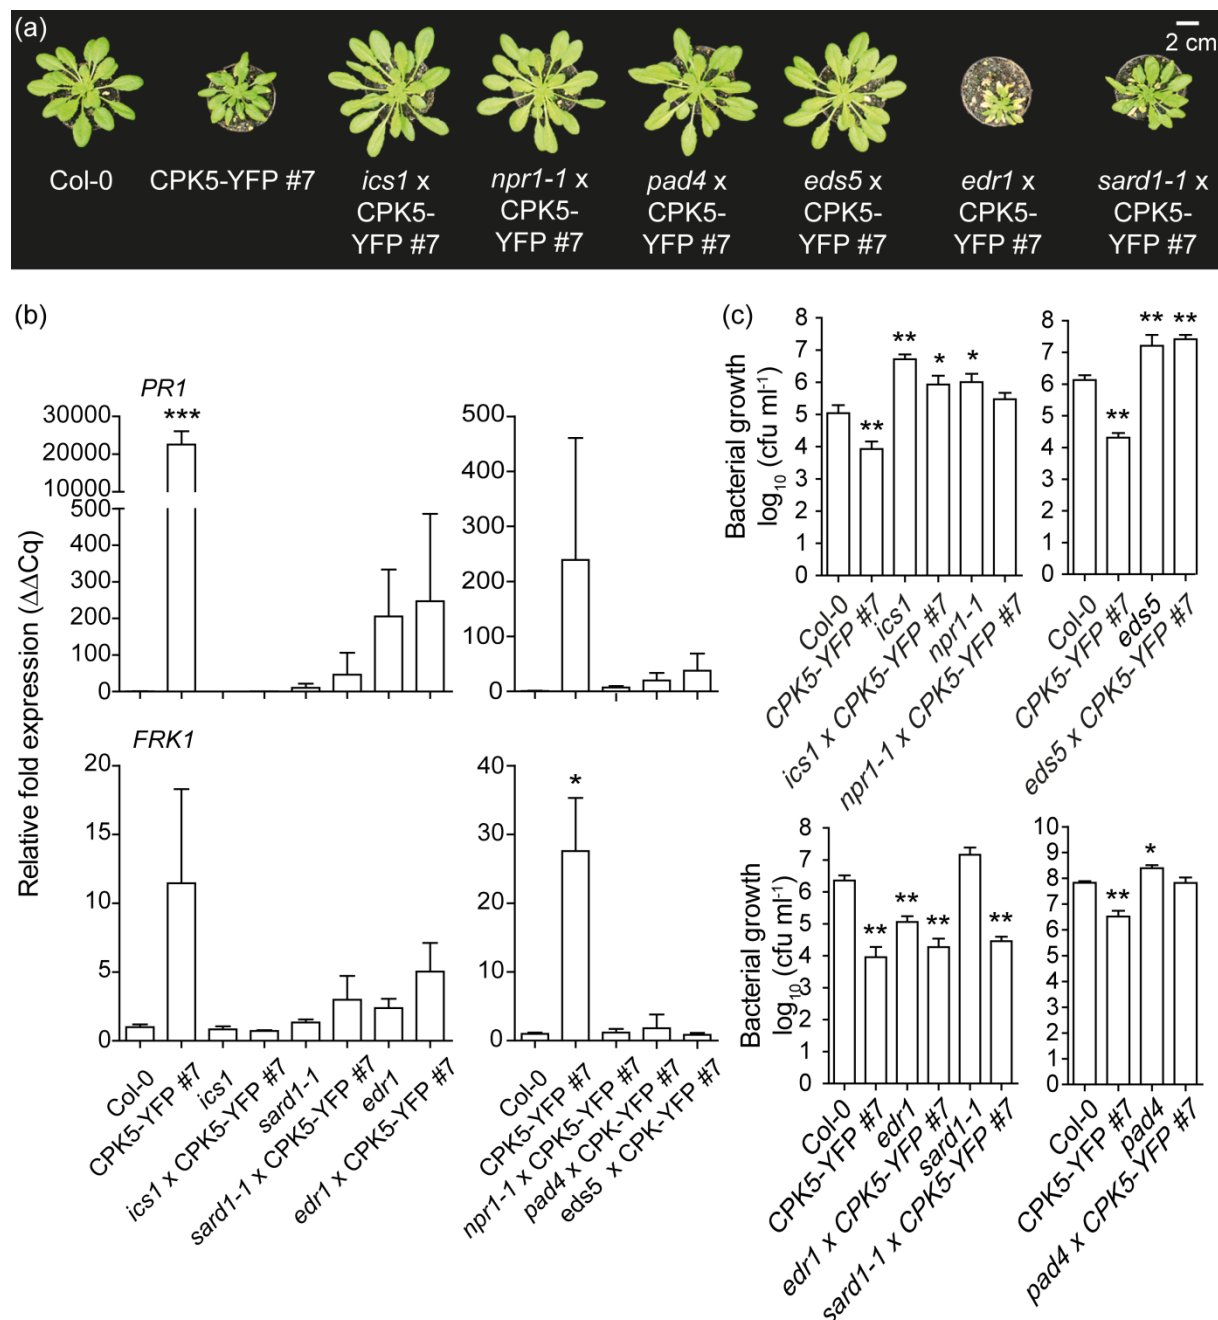 (a)
2 cm
Col-0
CPK5-YFP #7
ics1 x
CPK5-
YFP #7
npr1-1 x
CPK5-
YFP #7
pad4 x
CPK5-
YFP #7
eds5 x
CPK5-
YFP #7
edr1 x
CPK5-
YFP #7
sard1-1 x
CPK5-
YFP #7
(b)
Relative fold expression (ΔΔCq)
PR1
30000
20000
10000
500
400
300
200
100
0
***
500
400
300
200
100
0
FRK1
20
15
10
5
0
Col-0
CPK5-YFP #7
ics1
ics1 x CPK5-YFP #7
sard1-1
sard1-1 x CPK5-YFP #7
edr1
edr1 x CPK5-YFP #7
40
30
20
10
0
*
Col-0
CPK5-YFP #7
npr1-1 x CPK5-YFP #7
pad4 x CPK-YFP #7
eds5 x CPK-YFP #7
(c)
Bacterial growth
log10 (cfu ml-1)
8
7
6
5
4
3
2
1
0
**
**
*
*
Col-0
CPK5-YFP #7
ics1
ics1 x CPK5-YFP #7
npr1-1
npr1-1 x CPK5-YFP #7
8
7
6
5
4
3
2
1
0
**
**
**
Col-0
CPK5-YFP #7
eds5
eds5 x CPK5-YFP #7
Bacterial growth
log10 (cfu ml-1)
8
7
6
5
4
3
2
1
0
**
**
**
**
Col-0
CPK5-YFP #7
edr1
edr1 x CPK5-YFP #7
sard1-1
sard1-1 x CPK5-YFP #7
10
9
8
7
6
5
4
3
2
1
0
**
*
Col-0
CPK5-YFP #7
pad4
pad4 x CPK5-YFP #7